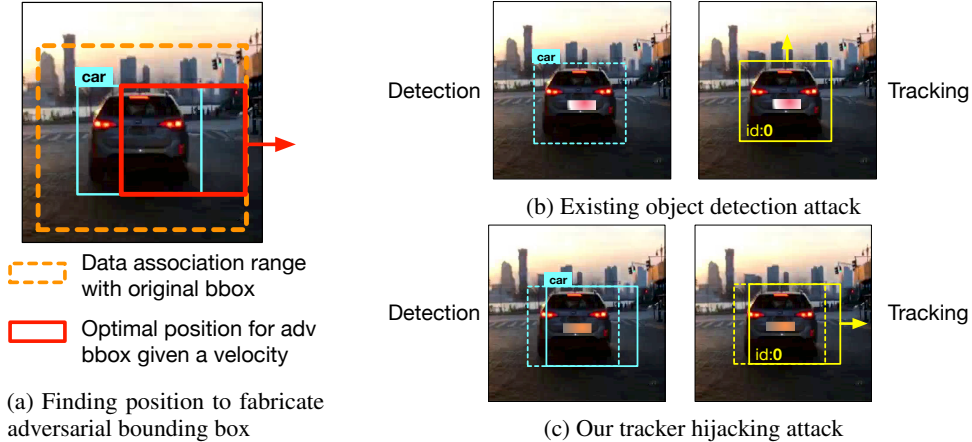 car
Data association range
with original bbox
Optimal position for adv
bbox given a velocity
(a) Finding position to fabricate
adversarial bounding box
Detection
car
id:0
Tracking
(b) Existing object detection attack
Detection
car
id:0
Tracking
(c) Our tracker hijacking attack